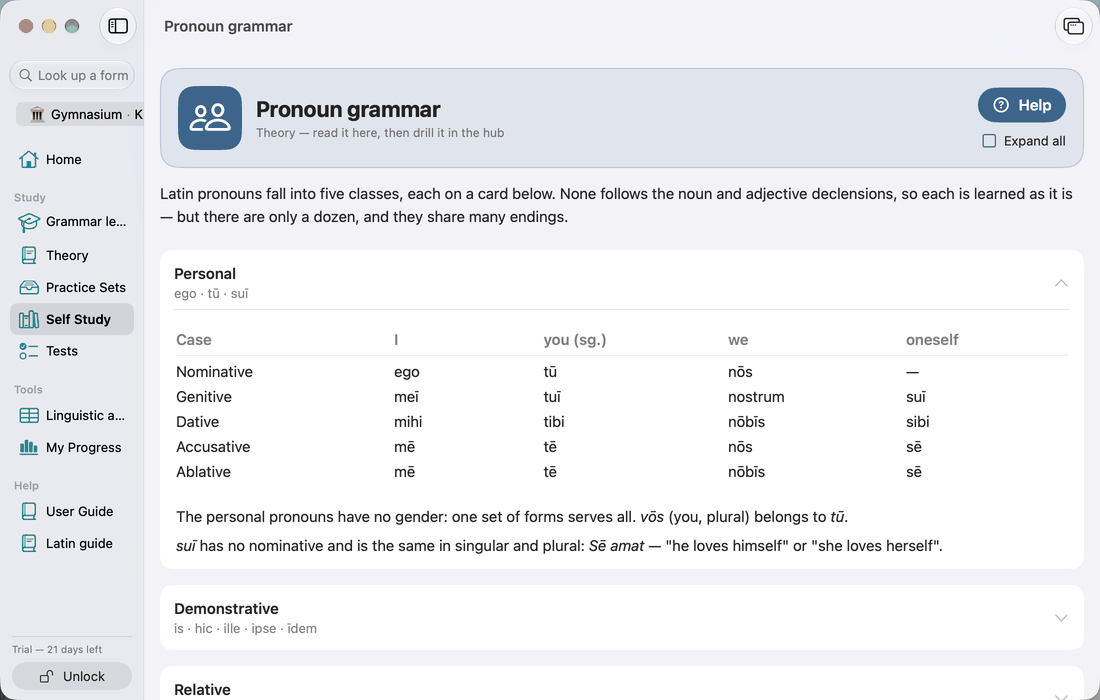 Pronoun grammar
Look up a form
Gymnasium · K
Home
Study
Grammar le...
Theory
Practice Sets
Self Study
Tests
Tools
Linguistic a...
My Progress
Help
User Guide
Latin guide
Trial — 21 days left
Unlock
Pronoun grammar
Theory — read it here, then drill it in the hub
Help
Expand all
Latin pronouns fall into five classes, each on a card below. None follows the noun and adjective declensions, so each is learned as it is
— but there are only a dozen, and they share many endings.
Personal
ego · tū · suī
Case I you (sg.) we oneself
Nominative ego tū nōs —
Genitive meī tuī nostrum suī
Dative mihi tibi nōbīs sibi
Accusative mē tē nōs sē
Ablative mē tē nōbīs sē
The personal pronouns have no gender: one set of forms serves all. vōs (you, plural) belongs to tū.
suī has no nominative and is the same in singular and plural: Sē amat — "he loves himself" or "she loves herself".
Demonstrative
is · hic · ille · ipse · īdem
Relative